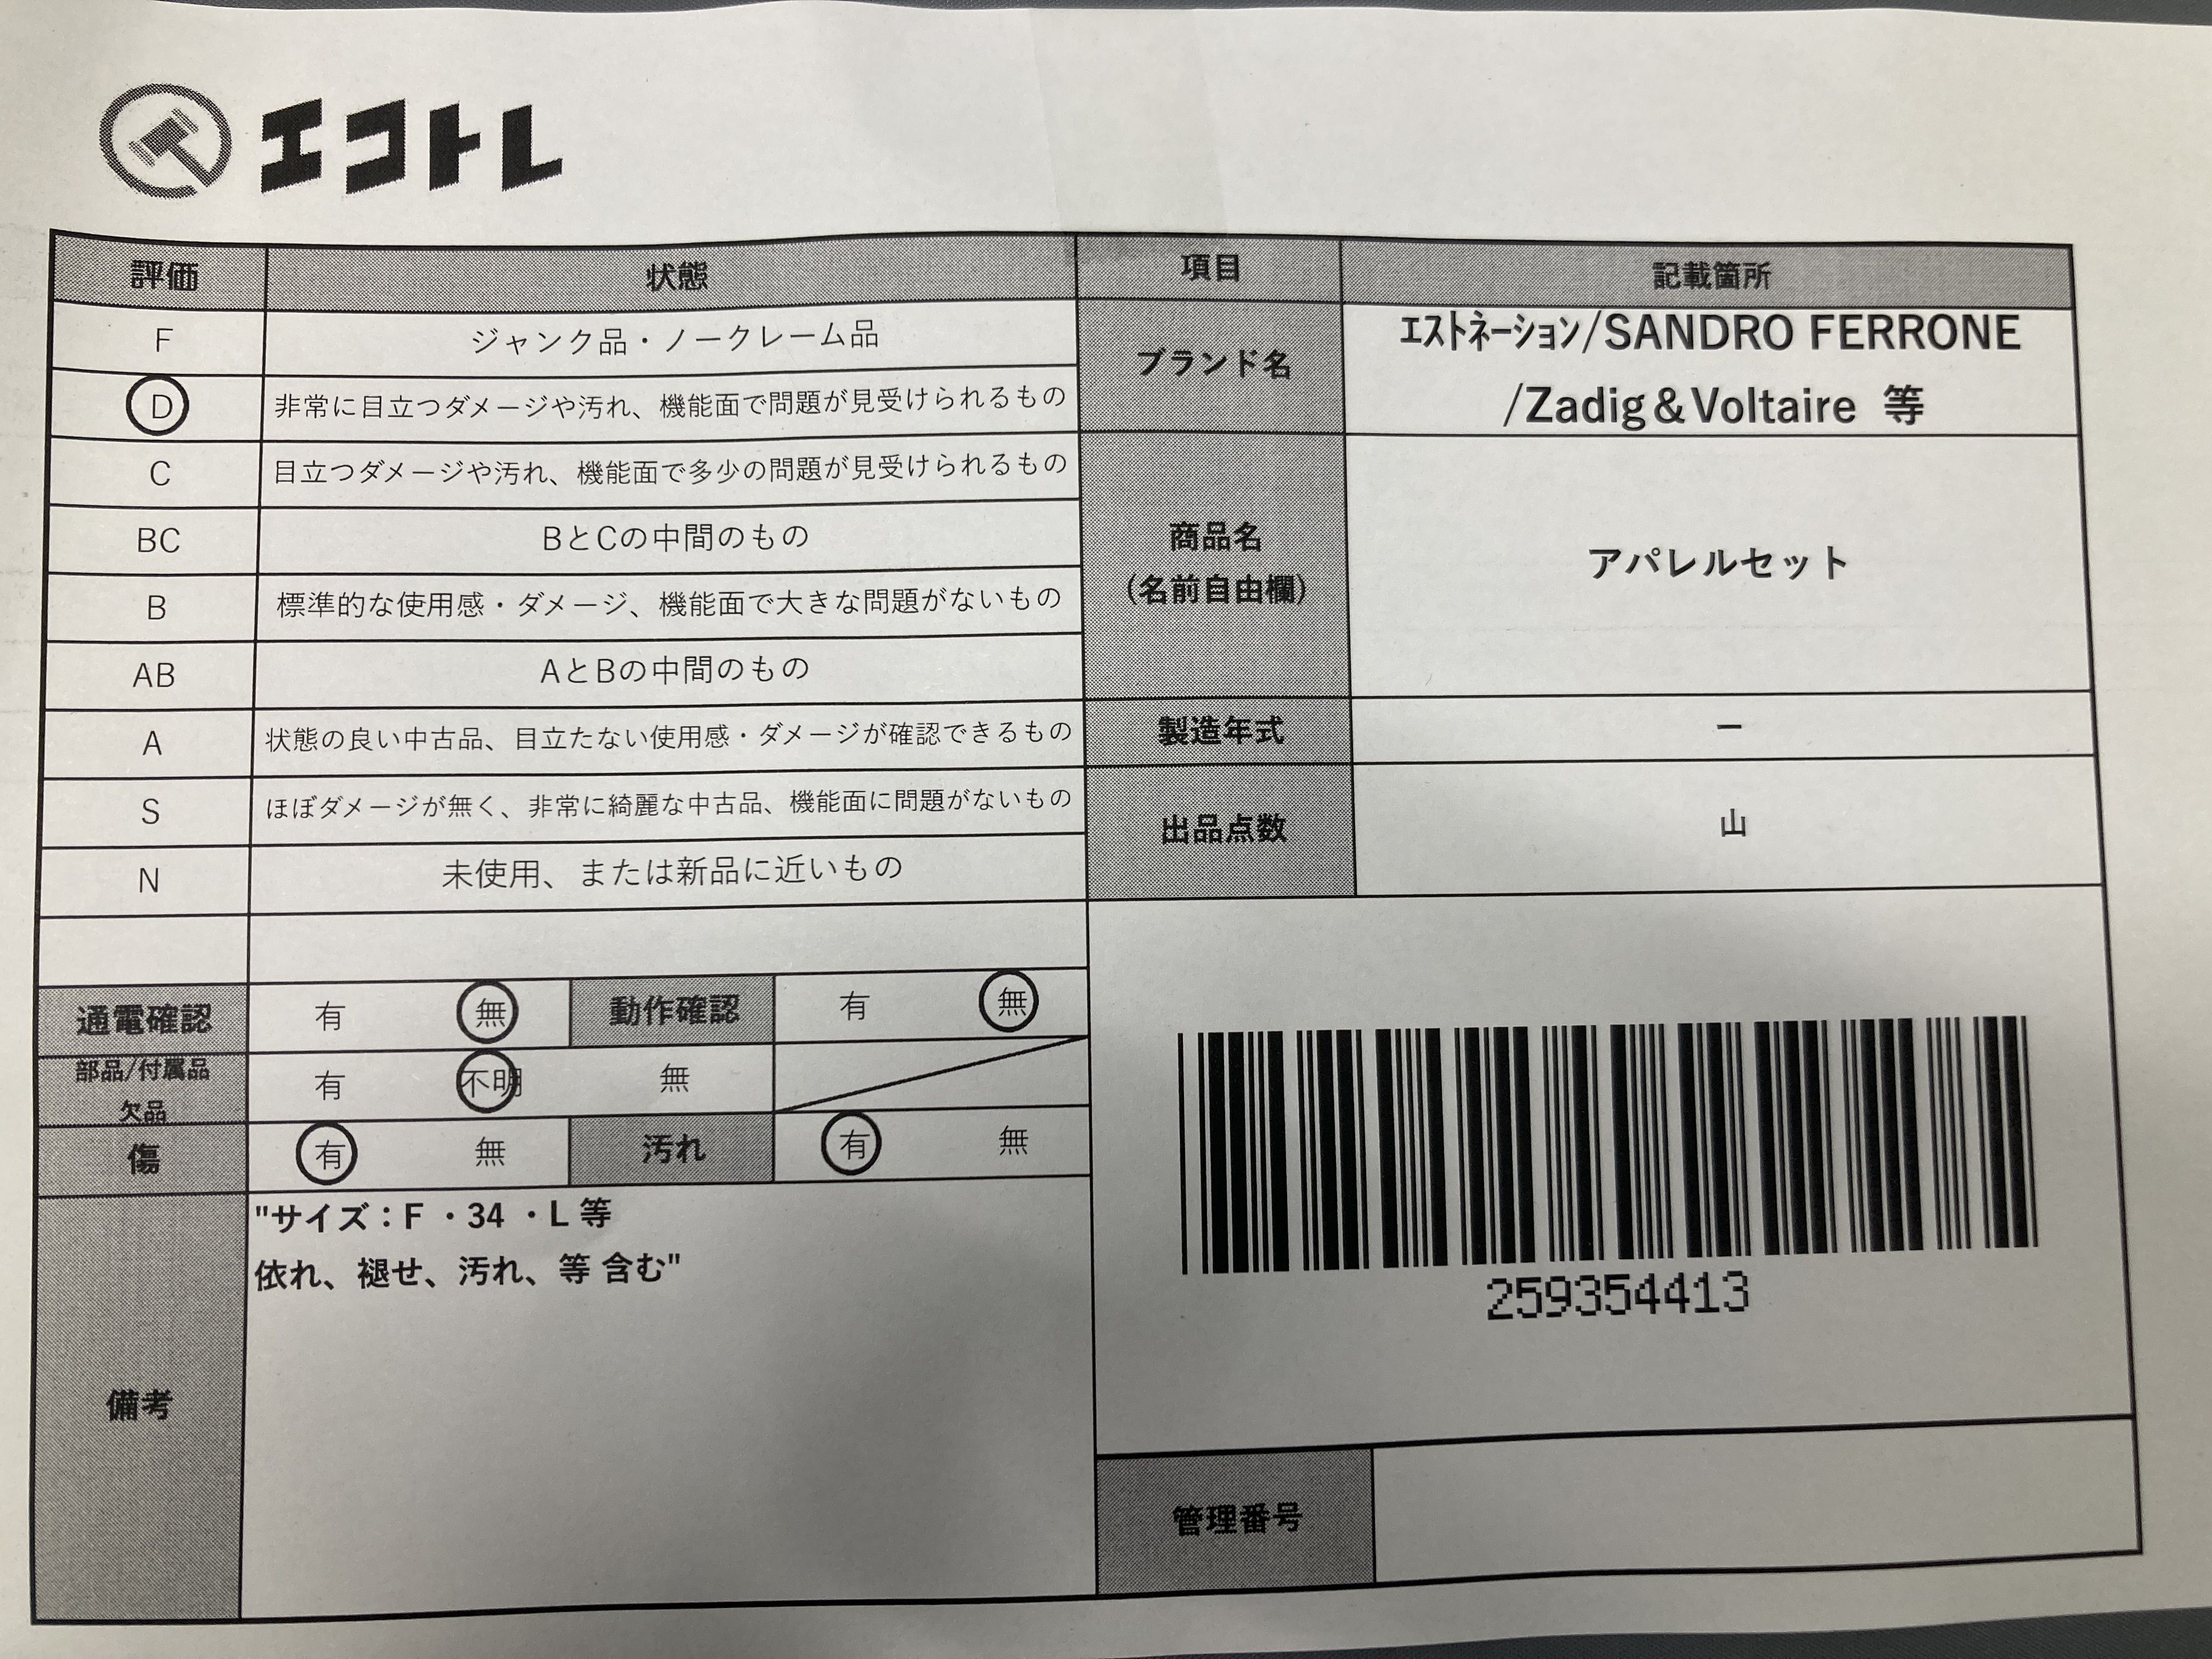 エコトレ
評価 状態 項目 記載箇所
F ジャンク品・ノークレーム品
D 非常に目立つダメージや汚れ、機能面で問題が見受けられるもの
C 目立つダメージや汚れ、機能面で多少の問題が見受けられるもの
BC BとCの中間のもの
B 標準的な使用感・ダメージ、機能面で大きな問題がないもの
AB AとBの中間のもの
A 状態の良い中古品、目立たない使用感・ダメージが確認できるもの
S ほぼダメージが無く、非常に綺麗な中古品、機能面に問題がないもの
N 未使用、または新品に近いもの
ブランド名 ｴｽﾄﾈｰｼｮﾝ/SANDRO FERRONE
/Zadig＆Voltaire 等
商品名
(名前自由欄)
アパレルセット
製造年式 ー
出品点数 山
通電確認 有 無 動作確認 有 無
部品/付属品
欠品
有 不明 無
傷 有 無 汚れ 有 無
備考
"サイズ：F ・34 ・L 等
依れ、褪せ、汚れ、等 含む"
259354413
管理番号